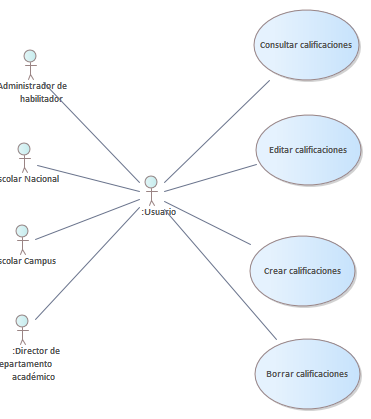 Consultar calificaciones
Administrador de
habilitador
Editar calificaciones
scolar Nacional
:Usuario
scolar Campus
Crear calificaciones
:Director de
epartamento
académico
Borrar calificaciones